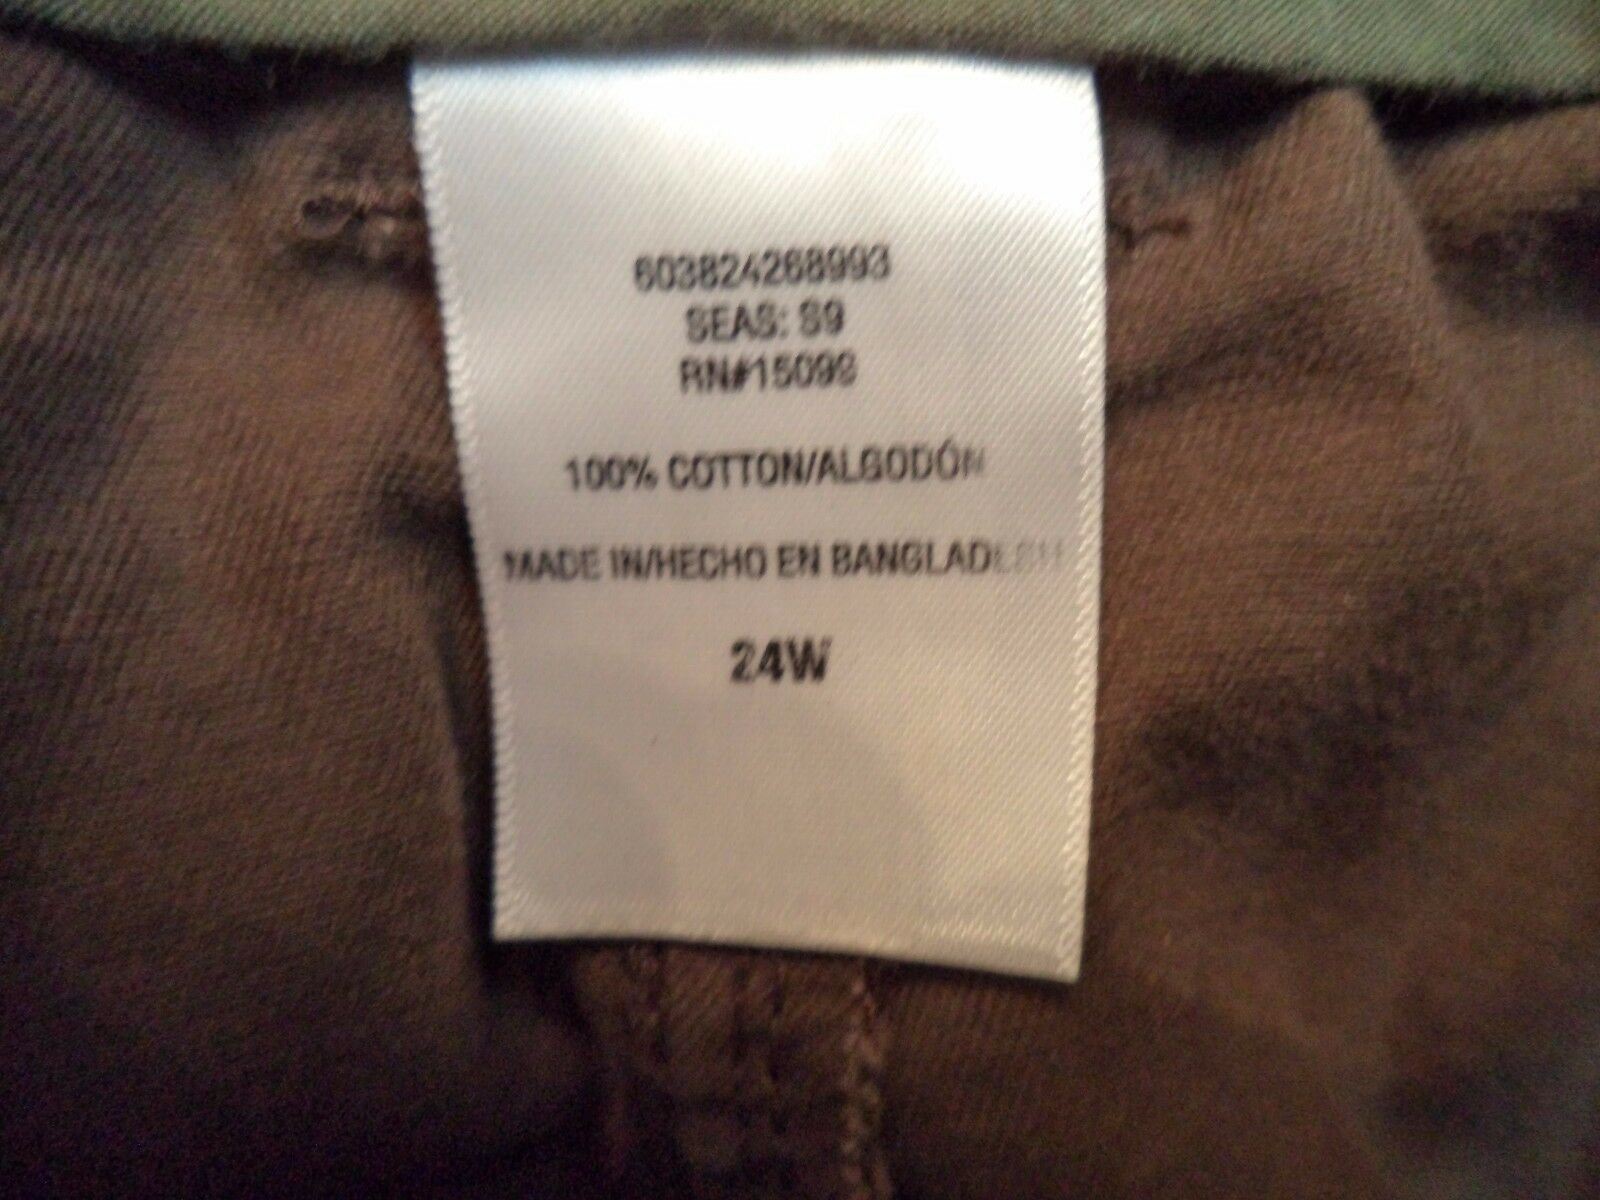 603824268993
SEAS: S9
RN#15099
100% COTTON/ALGODÓN
MADE IN/HECHO EN BANGLADESH
24W